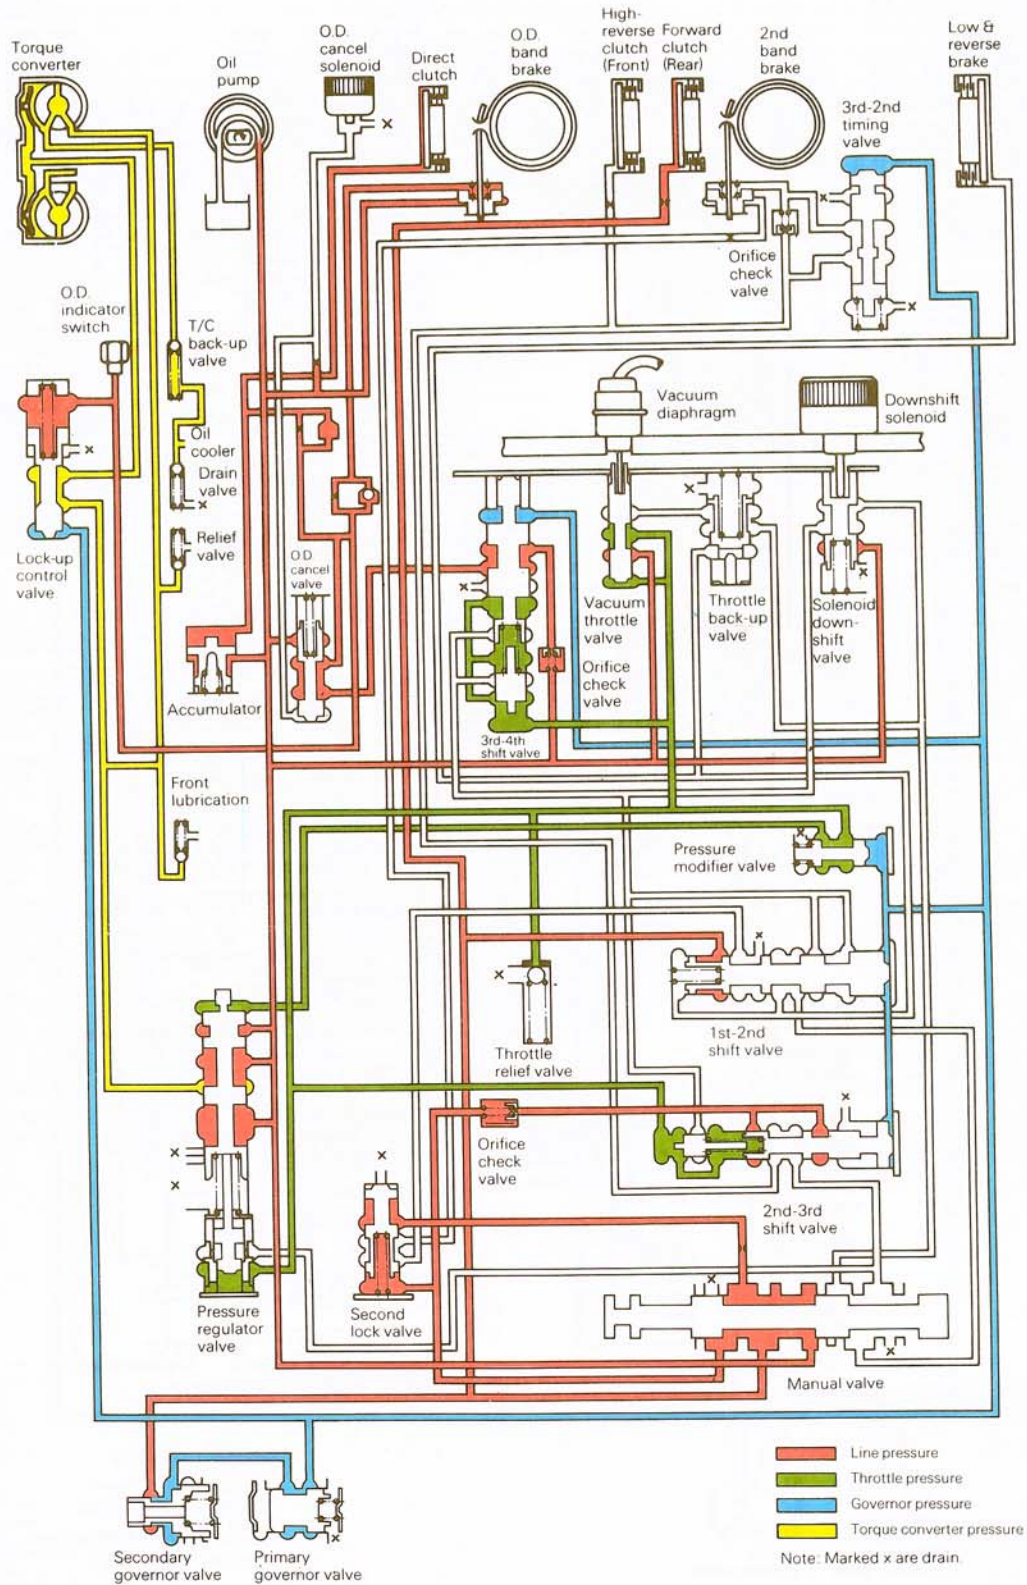 Torque
converter
Oil
pump
O.D.
cancel
solenoid
Direct
clutch
O.D.
band
brake
High-
reverse
clutch
(Front)
Forward
clutch
(Rear)
2nd
band
brake
Low &
reverse
brake
3rd-2nd
timing
valve
x
x
x
Orifice
check
valve
O.D.
indicator
switch
T/C
back-up
valve
Vacuum
diaphragm
Downshift
solenoid
x
Oil
cooler
Drain
valve
x
x
Relief
valve
Lock-up
control
valve
O.D
cancel
valve
x
x
Vacuum
throttle
valve
Throttle
back-up
valve
Solenoid
down-
shift
valve
Orifice
check
valve
Accumulator
3rd-4th
shift valve
Front
lubrication
x
Pressure
modifier valve
x
x
Throttle
relief valve
1st-2nd
shift valve
x
x
x
x
Orifice
check
valve
2nd-3rd
shift valve
x
Pressure
regulator
valve
Second
lock valve
x
Manual valve
Line pressure
Throttle pressure
Governor pressure
Torque converter pressure
Note: Marked x are drain.
x
Secondary
governor valve
Primary
governor valve